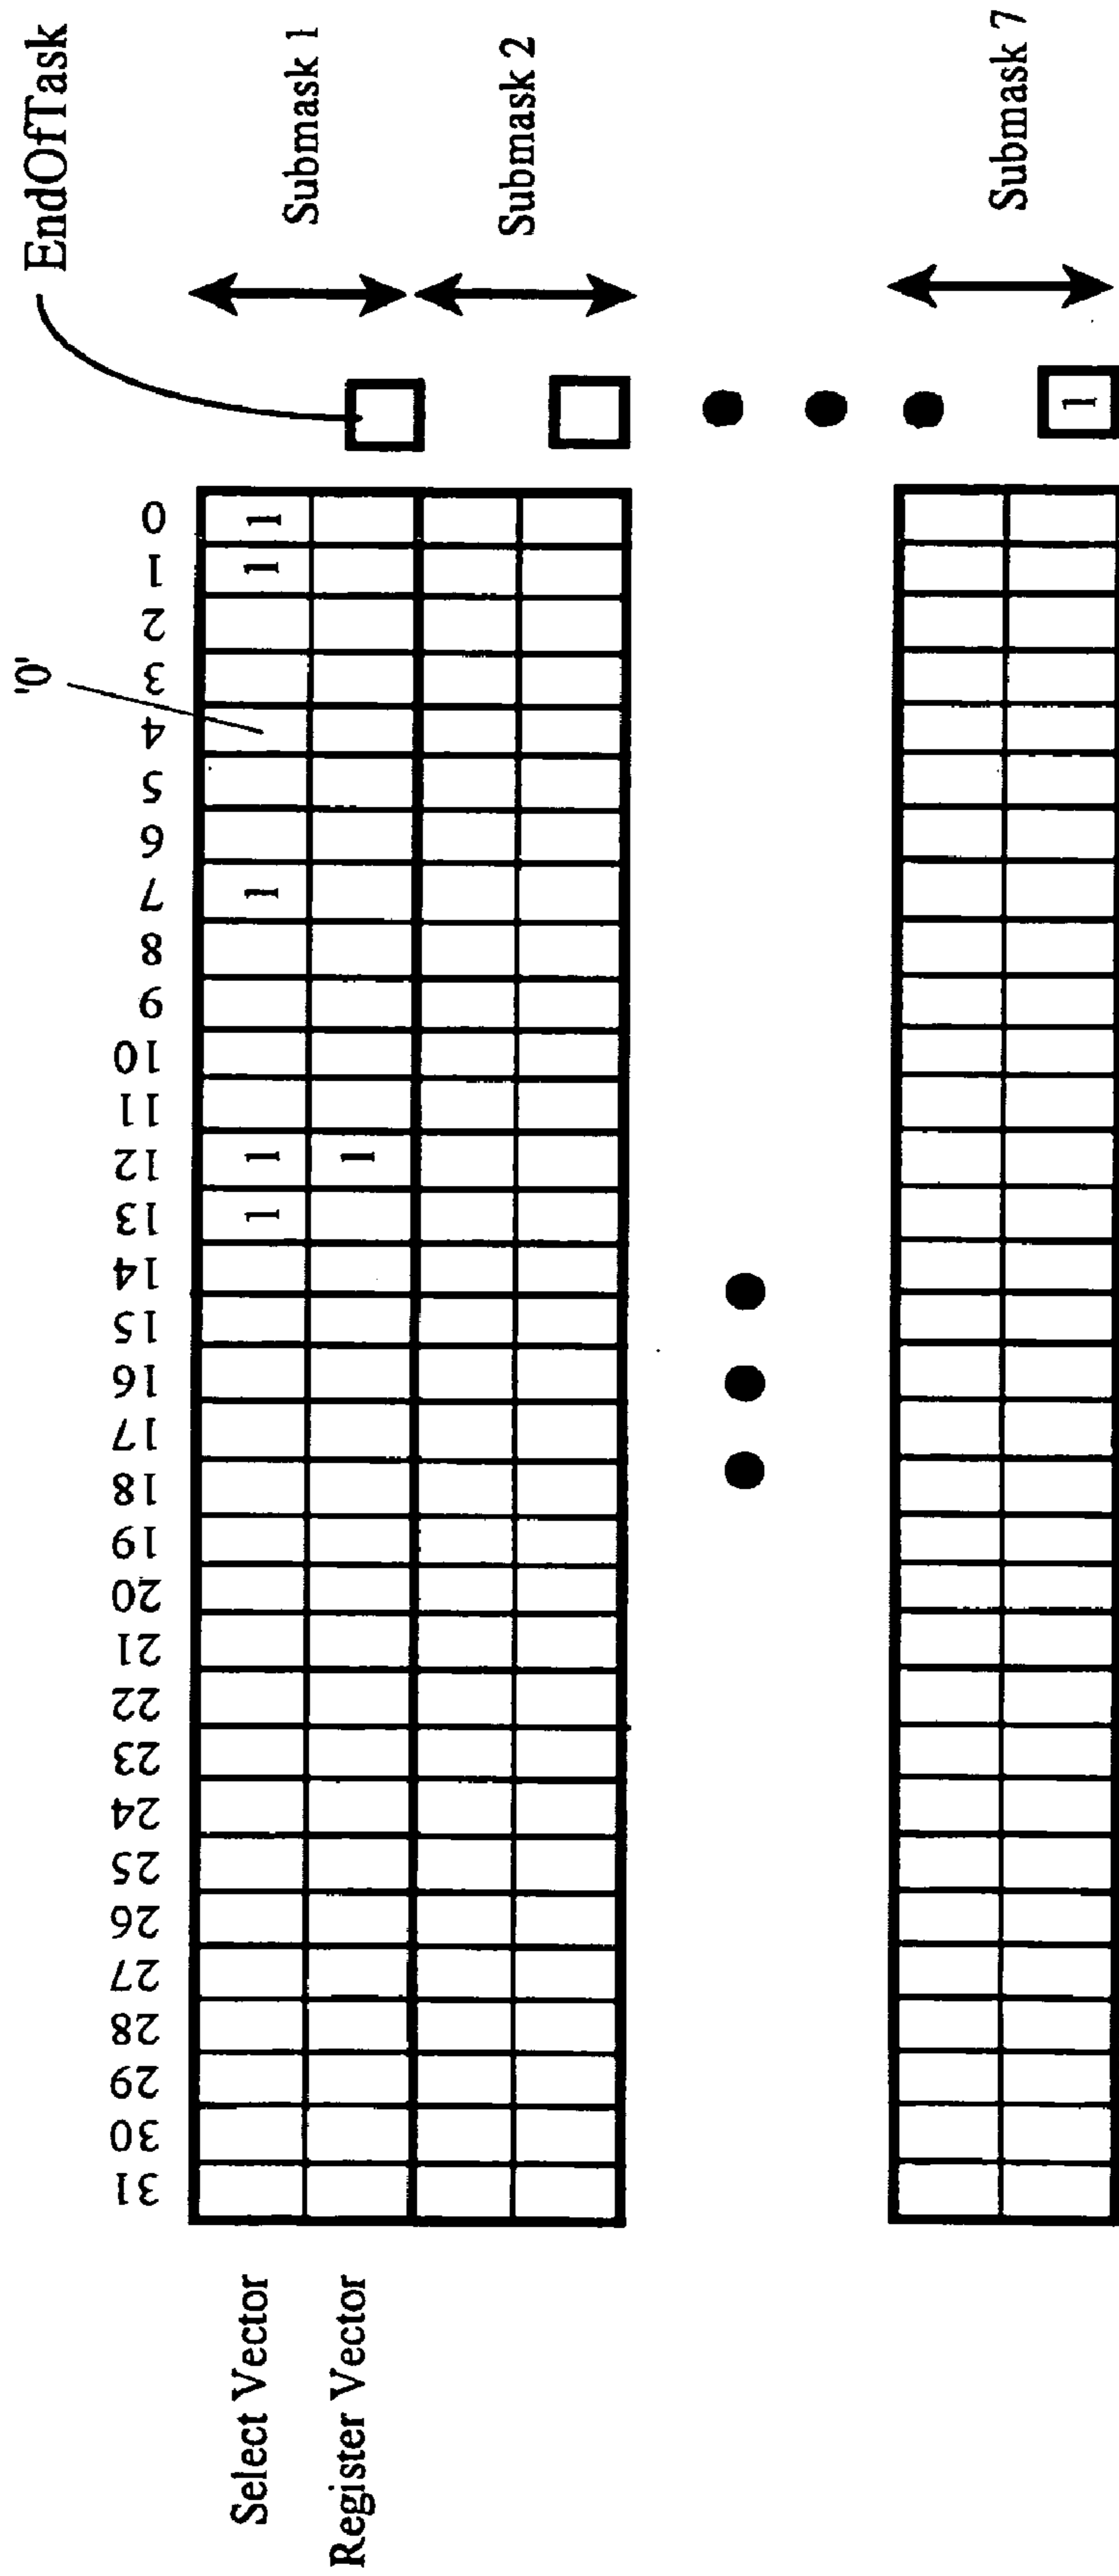 EndOfTask
'0'
31 30 29 28 27 26 25 24 23 22 21 20 19 18 17 16 15 14 13 12 11 10 9 8 7 6 5 4 3 2 1 0
Select Vector 1 1 1 1 1 Submask 1
Register Vector 1
Submask 2
Submask 7
1